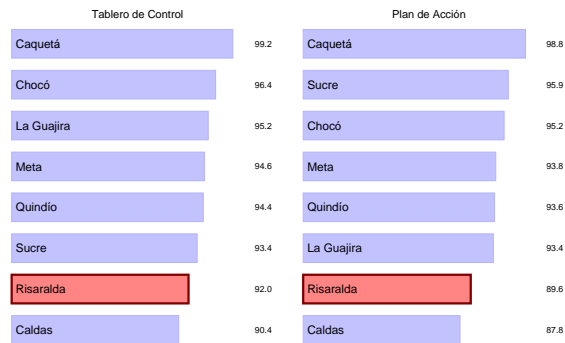 Tablero de Control
Caquetá 99.2
Chocó 96.4
La Guajira 95.2
Meta 94.6
Quindío 94.4
Sucre 93.4
Risaralda 92.0
Caldas 90.4
Plan de Acción
Caquetá 98.8
Sucre 95.9
Chocó 95.2
Meta 93.8
Quindío 93.6
La Guajira 93.4
Risaralda 89.6
Caldas 87.8